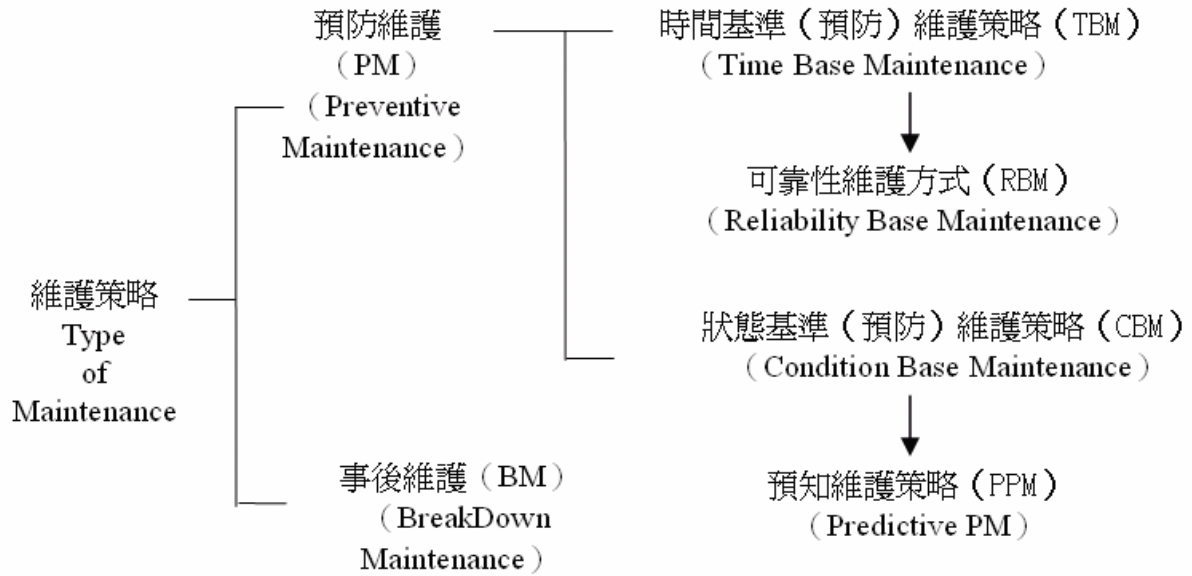 預防維護
（PM）
（Preventive
Maintenance）
時間基準（預防）維護策略（TBM）
（Time Base Maintenance）
可靠性維護方式（RBM）
（Reliability Base Maintenance）
維護策略
Type
of
Maintenance
狀態基準（預防）維護策略（CBM）
（Condition Base Maintenance）
事後維護（BM）
（BreakDown
Maintenance）
預知維護策略（PPM）
（Predictive PM）